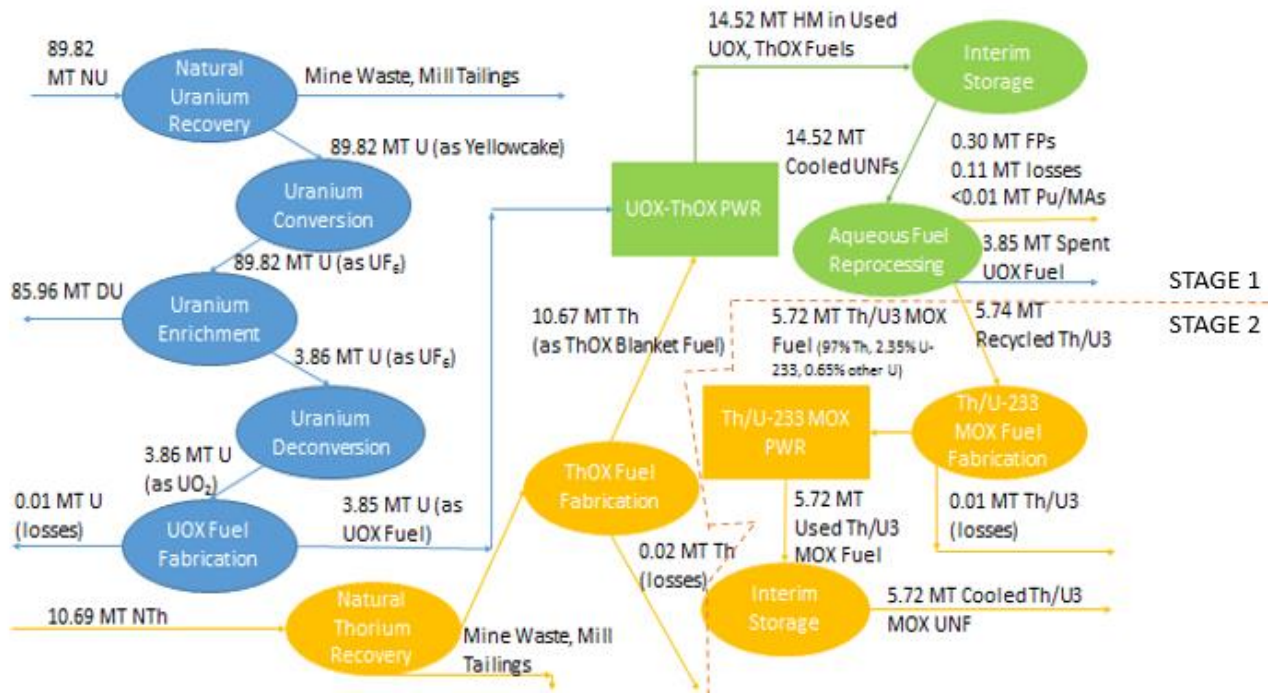 89.82
MT NU
Natural
Uranium
Recovery
Mine Waste, Mill Tailings
89.82 MT U (as Yellowcake)
Uranium
Conversion
89.82 MT U (as UF6)
85.96 MT DU
Uranium
Enrichment
3.86 MT U (as UF6)
Uranium
Deconversion
3.86 MT U
(as UO2)
0.01 MT U
(losses)
UOX Fuel
Fabrication
3.85 MT U (as
UOX Fuel)
10.69 MT NTh
Natural
Thorium
Recovery
Mine Waste, Mill
Tailings
ThOX Fuel
Fabrication
0.02 MT Th
(losses)
10.67 MT Th
(as ThOX Blanket Fuel)
UOX-ThOX PWR
14.52 MT HM in Used
UOX, ThOX Fuels
Interim
Storage
14.52 MT
Cooled UNFs
0.30 MT FPs
0.11 MT losses
<0.01 MT Pu/MAs
Aqueous Fuel
Reprocessing
3.85 MT Spent
UOX Fuel
STAGE 1
STAGE 2
5.74 MT
Recycled Th/U3
5.72 MT Th/U3 MOX
Fuel (97% Th, 2.35% U-
233, 0.65% other U)
Th/U-233 MOX
PWR
Th/U-233
MOX Fuel
Fabrication
0.01 MT Th/U3
(losses)
5.72 MT
Used Th/U3
MOX Fuel
Interim
Storage
5.72 MT Cooled Th/U3
MOX UNF